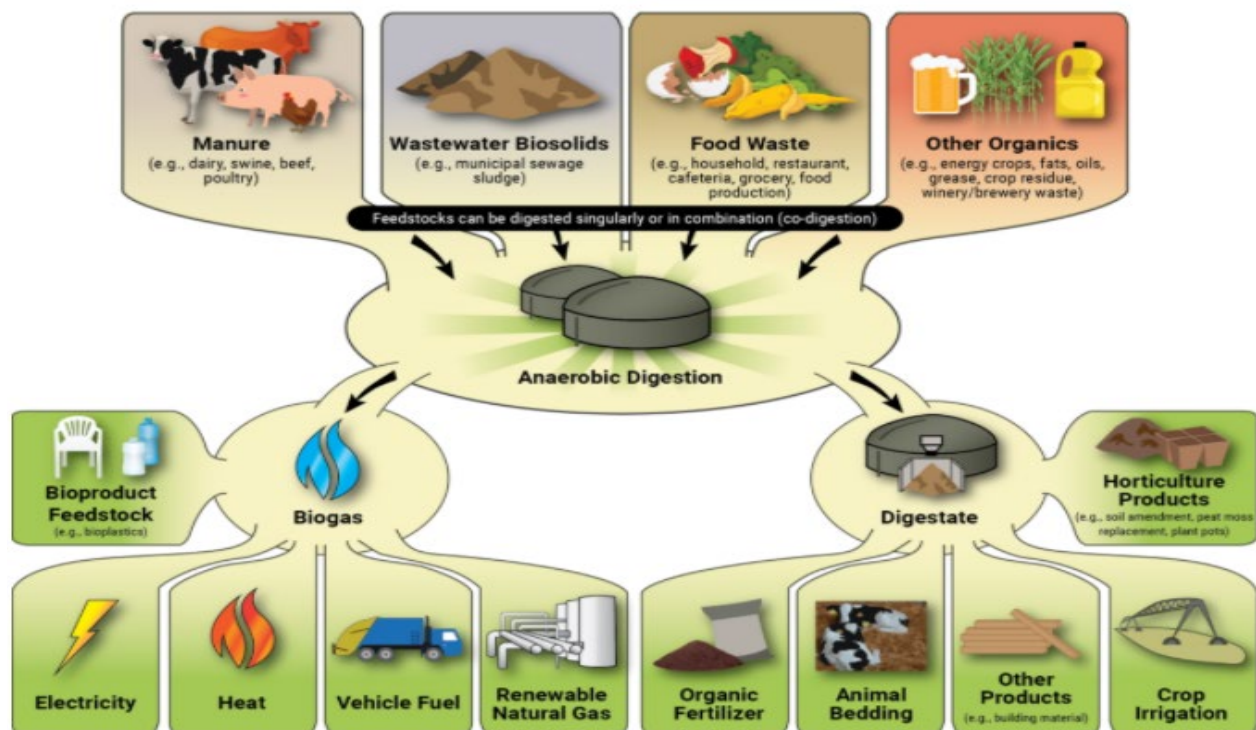 Manure
(e.g., dairy, swine, beef,
poultry)
Wastewater Biosolids
(e.g., municipal sewage
sludge)
Food Waste
(e.g., household, restaurant,
cafeteria, grocery, food
production)
Other Organics
(e.g., energy crops, fats, oils,
grease, crop residue,
winery/brewery waste)
Feedstocks can be digested singularly or in combination (co-digestion)
Anaerobic Digestion
Bioproduct
Feedstock
(e.g., bioplastics)
Biogas
Digestate
Horticulture
Products
(e.g., soil amendment, peat moss
replacement, plant pots)
Electricity
Heat
Vehicle Fuel
Renewable
Natural Gas
Organic
Fertilizer
Animal
Bedding
Other
Products
(e.g., building material)
Crop
Irrigation